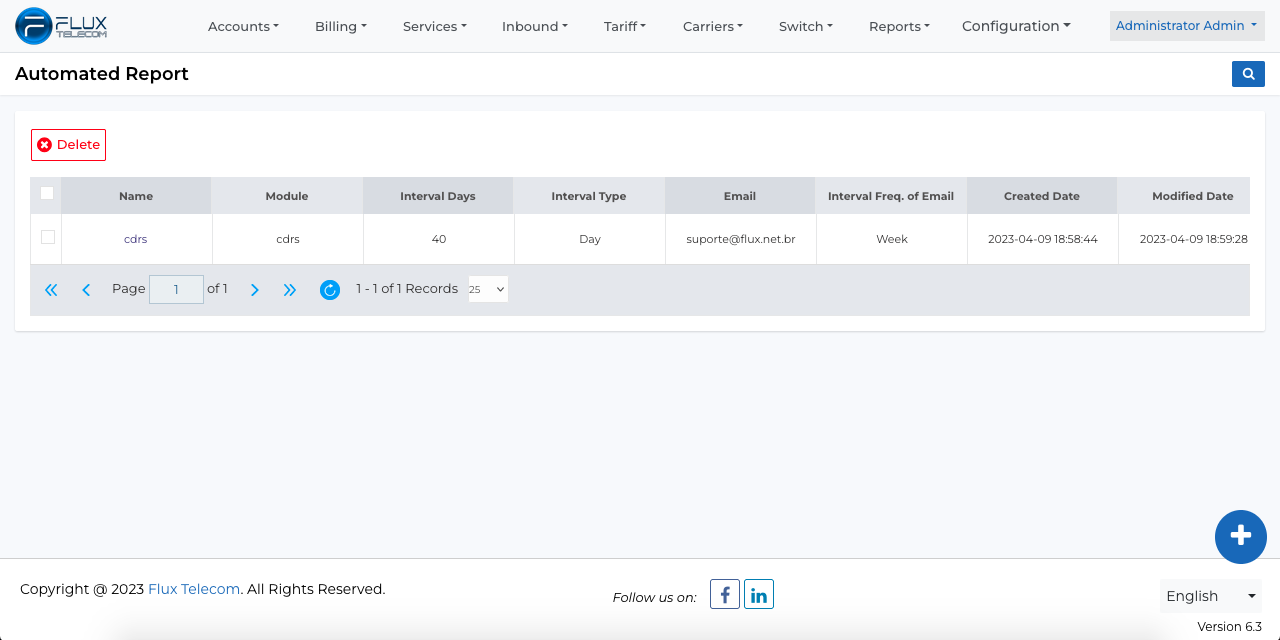 FLUX
TELECOM
Accounts Billing Services Inbound Tariff Carriers Switch Reports Configuration Administrator Admin
Automated Report
Delete
Name Module Interval Days Interval Type Email Interval Freq. of Email Created Date Modified Date
cdrs cdrs 40 Day suporte@flux.net.br Week 2023-04-09 18:58:44 2023-04-09 18:59:28
Page 1 of 1 1 - 1 of 1 Records 25
Copyright @ 2023 Flux Telecom. All Rights Reserved.
Follow us on:
English
Version 6.3